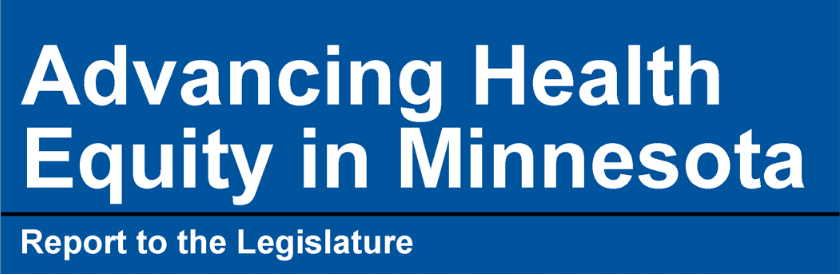 Advancing Health
Equity in Minnesota
Report to the Legislature